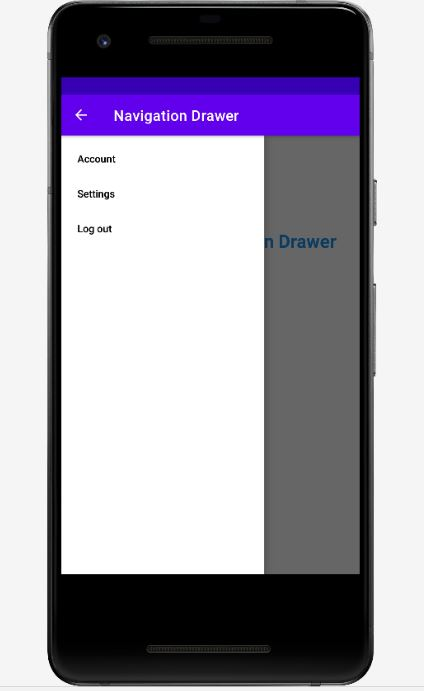 Navigation Drawer
Account
Settings
n Drawer
Log out